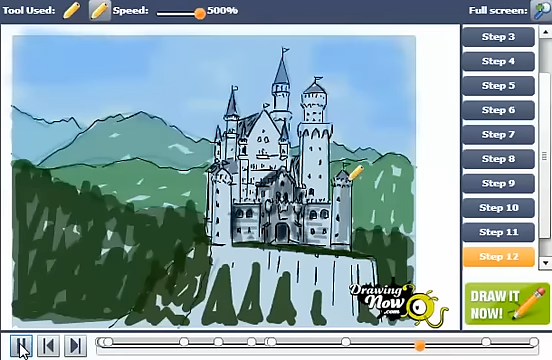 Tool Used: Speed: 500% Full screen:
Step 3
Step 4
Step 5
Step 6
Step 7
Step 8
Step 9
Step 10
Step 11
Step 12
Drawing
Now.com
DRAW IT
NOW!